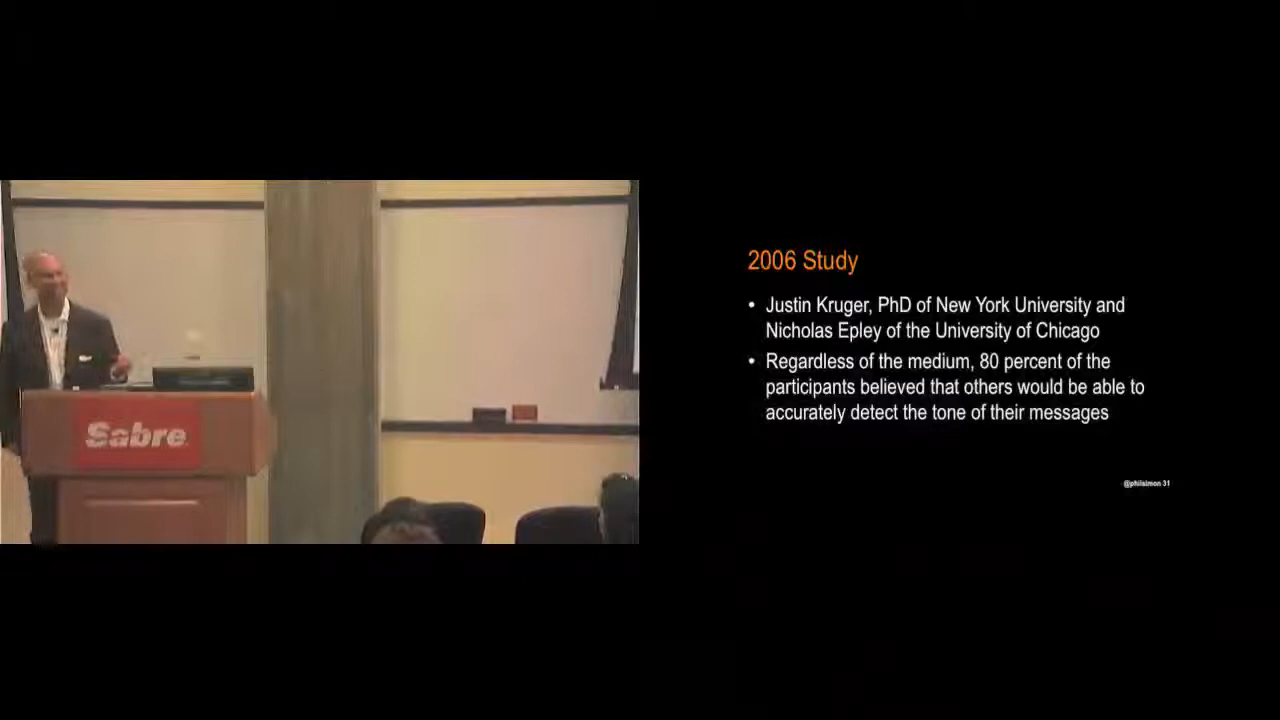 Sabre
2006 Study
• Justin Kruger, PhD of New York University and
Nicholas Epley of the University of Chicago
• Regardless of the medium, 80 percent of the
participants believed that others would be able to
accurately detect the tone of their messages
@philsimon 31